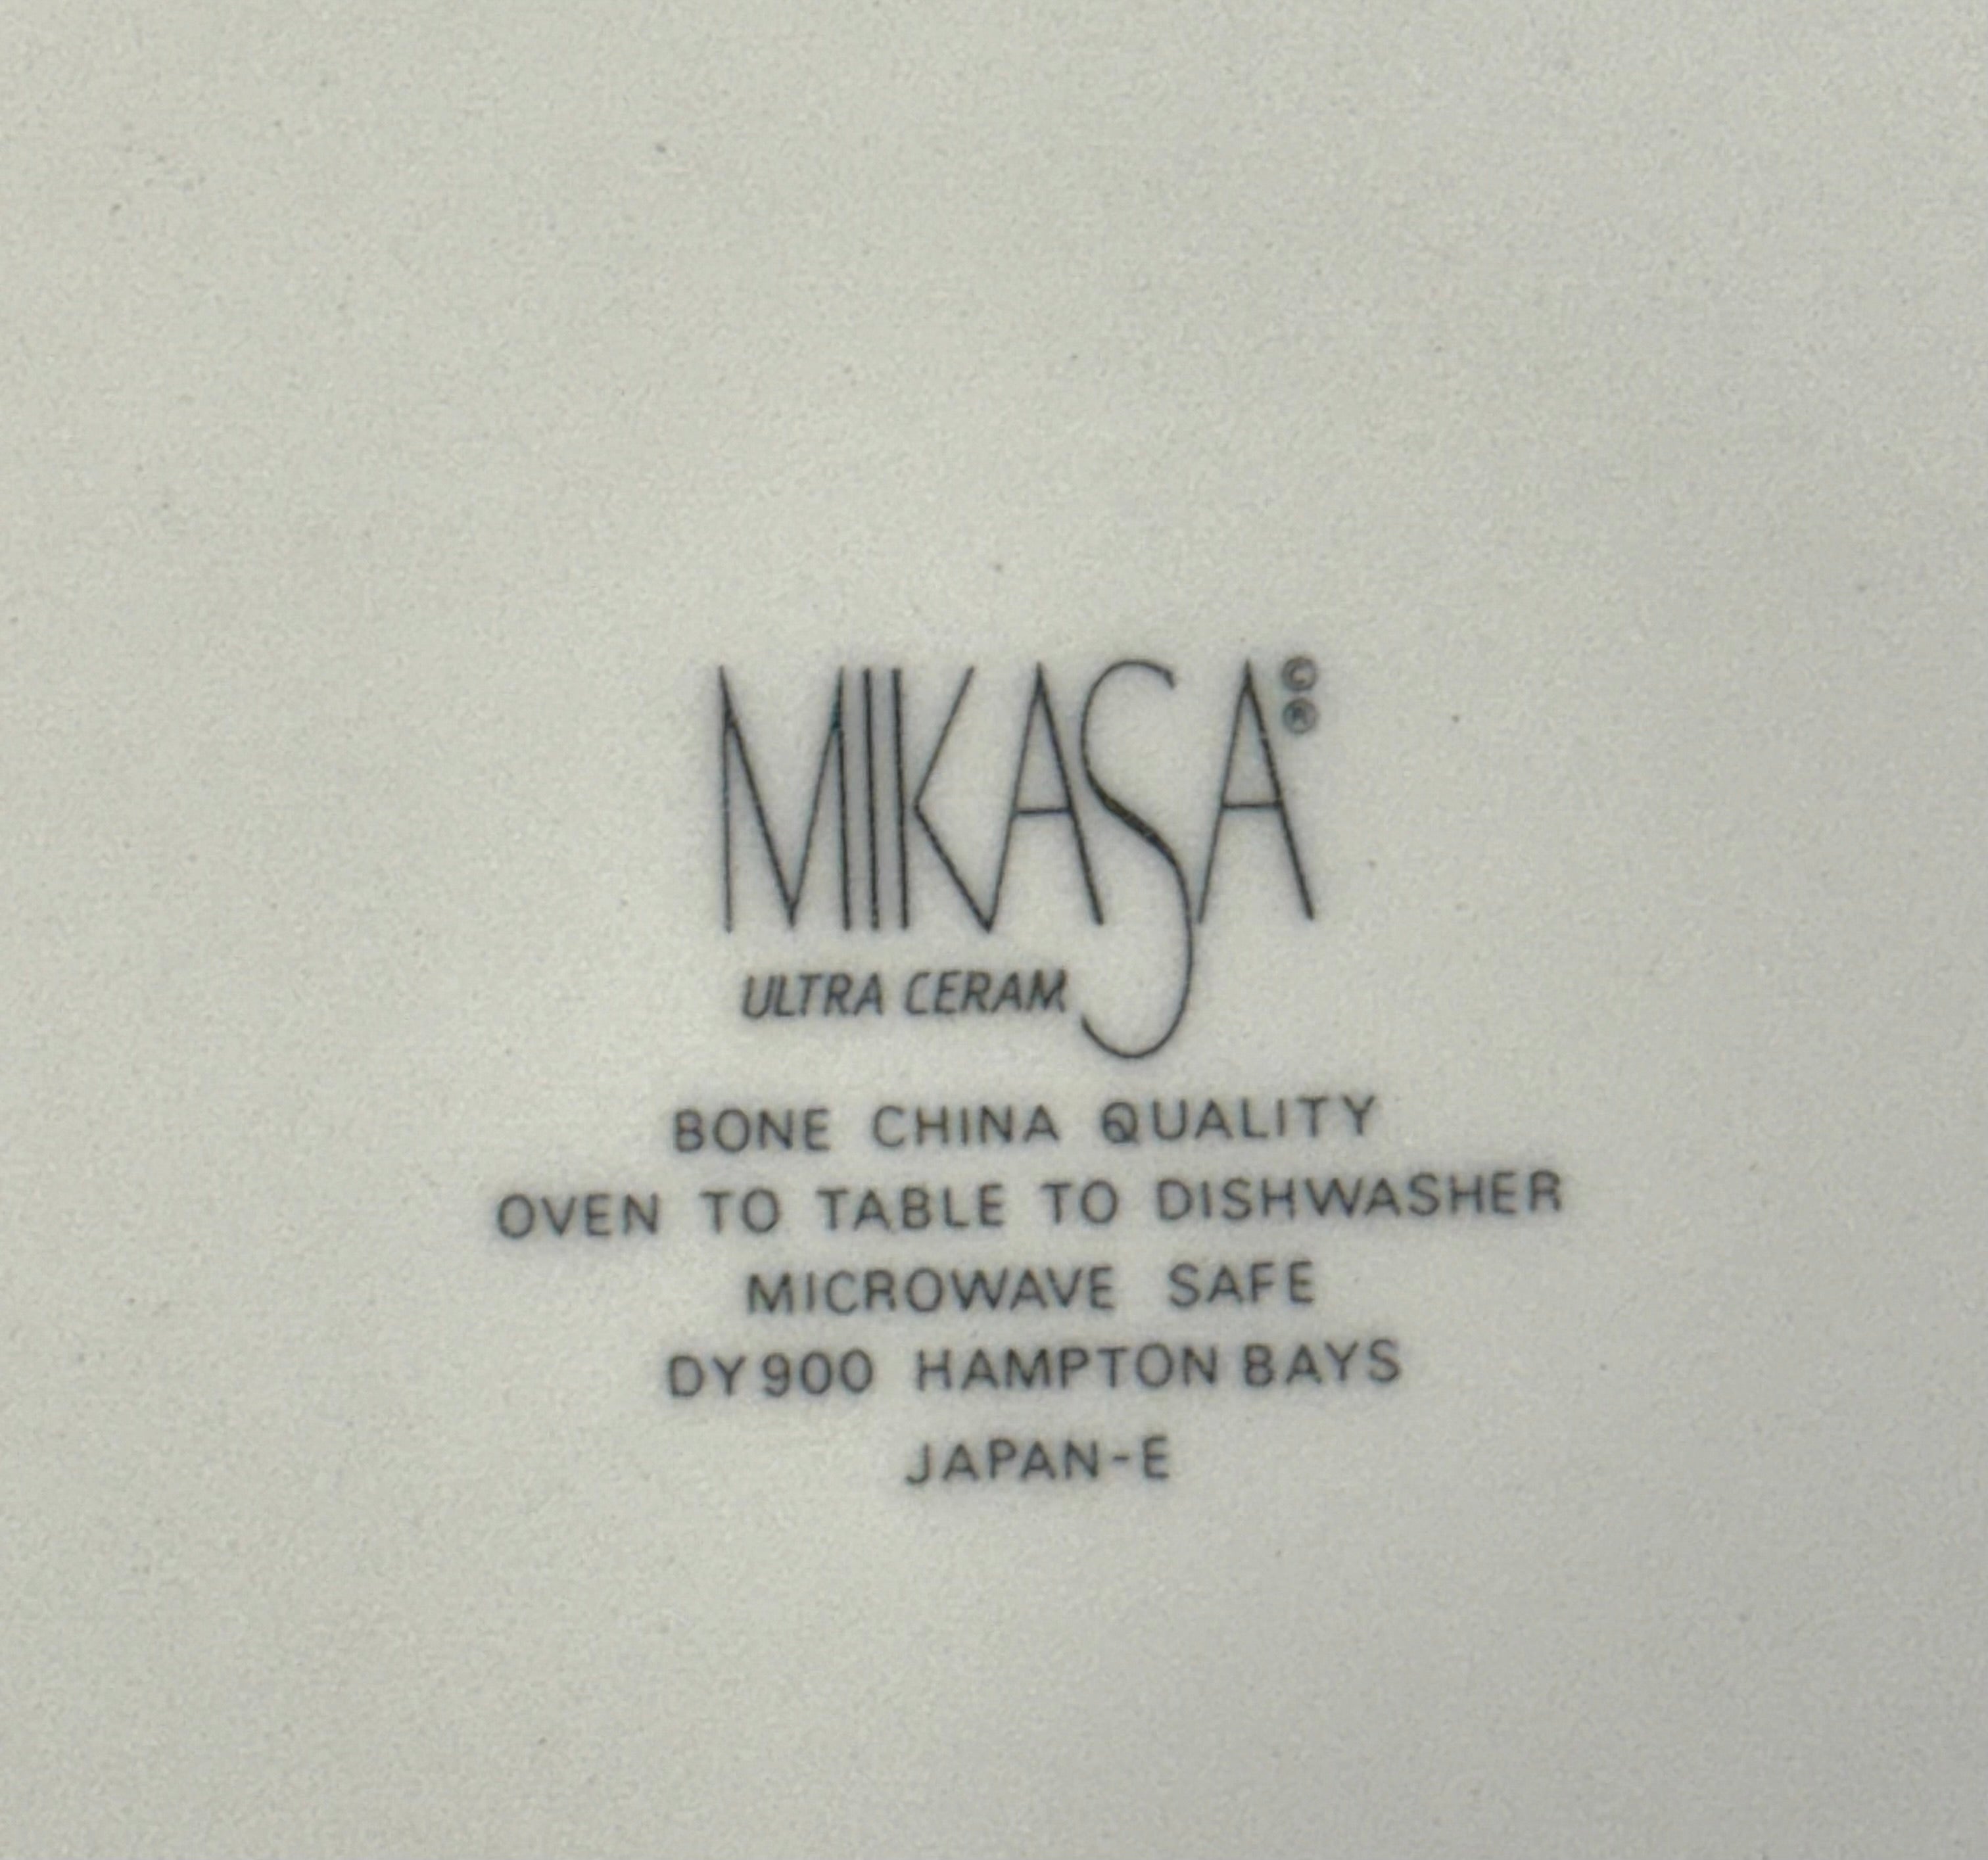 MIKASA©®
ULTRA CERAM
BONE CHINA QUALITY
OVEN TO TABLE TO DISHWASHER
MICROWAVE SAFE
DY900 HAMPTON BAYS
JAPAN-E